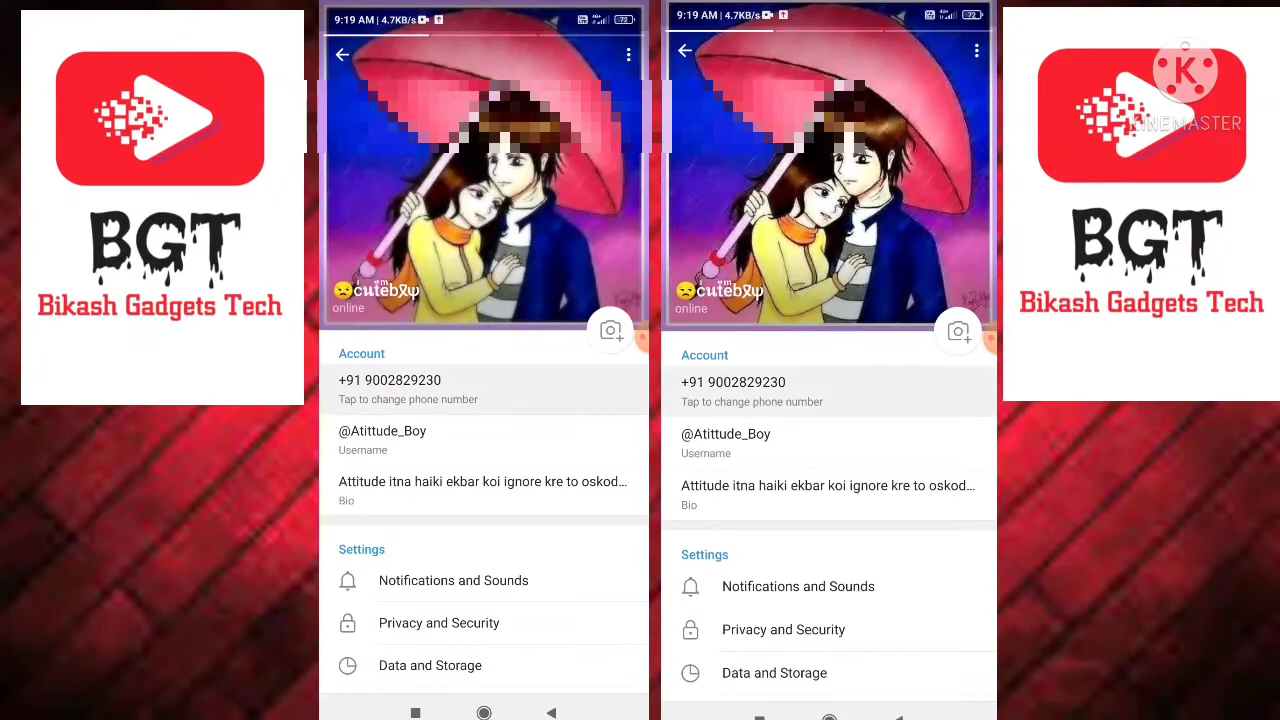 BGT
Bikash Gadgets Tech
9:19 AM | 4.7KB/s
72
online
Account
+91 9002829230
Tap to change phone number
@Atittude_Boy
Username
Attitude itna haiki ekbar koi ignore kre to oskod...
Bio
Settings
Notifications and Sounds
Privacy and Security
Data and Storage
9:19 AM | 4.7KB/s
72
online
Account
+91 9002829230
Tap to change phone number
@Atittude_Boy
Username
Attitude itna haiki ekbar koi ignore kre to oskod...
Bio
Settings
Notifications and Sounds
Privacy and Security
Data and Storage
K
KINEMASTER
BGT
Bikash Gadgets Tech